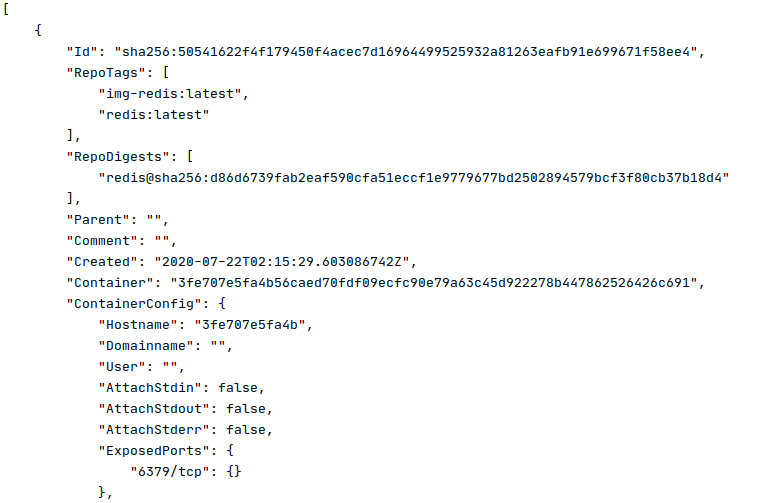 [
    {
        "Id": "sha256:50541622f4f179450f4acec7d16964499525932a81263eafb91e699671f58ee4",
        "RepoTags": [
            "img-redis:latest",
            "redis:latest"
        ],
        "RepoDigests": [
            "redis@sha256:d86d6739fab2eaf590cfa51eccf1e9779677bd2502894579bcf3f80cb37b18d4"
        ],
        "Parent": "",
        "Comment": "",
        "Created": "2020-07-22T02:15:29.603086742Z",
        "Container": "3fe707e5fa4b56caed70fdf09ecfc90e79a63c45d922278b447862526426c691",
        "ContainerConfig": {
            "Hostname": "3fe707e5fa4b",
            "Domainname": "",
            "User": "",
            "AttachStdin": false,
            "AttachStdout": false,
            "AttachStderr": false,
            "ExposedPorts": {
                "6379/tcp": {}
            },